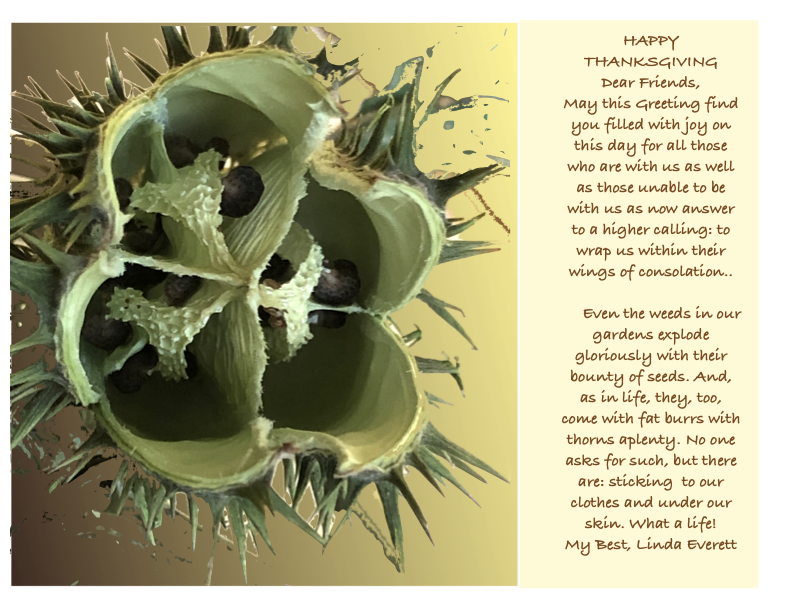 HAPPY
THANKSGIVING
Dear Friends,
May this Greeting find
you filled with joy on
this day for all those
who are with us as well
as those unable to be
with us as now answer
to a higher calling: to
wrap us within their
wings of consolation..
Even the weeds in our
gardens explode
gloriously with their
bounty of seeds. And,
as in life, they, too,
come with fat burrs with
thorns aplenty. No one
asks for such, but there
are: sticking to our
clothes and under our
skin. What a life!
My Best, Linda Everett